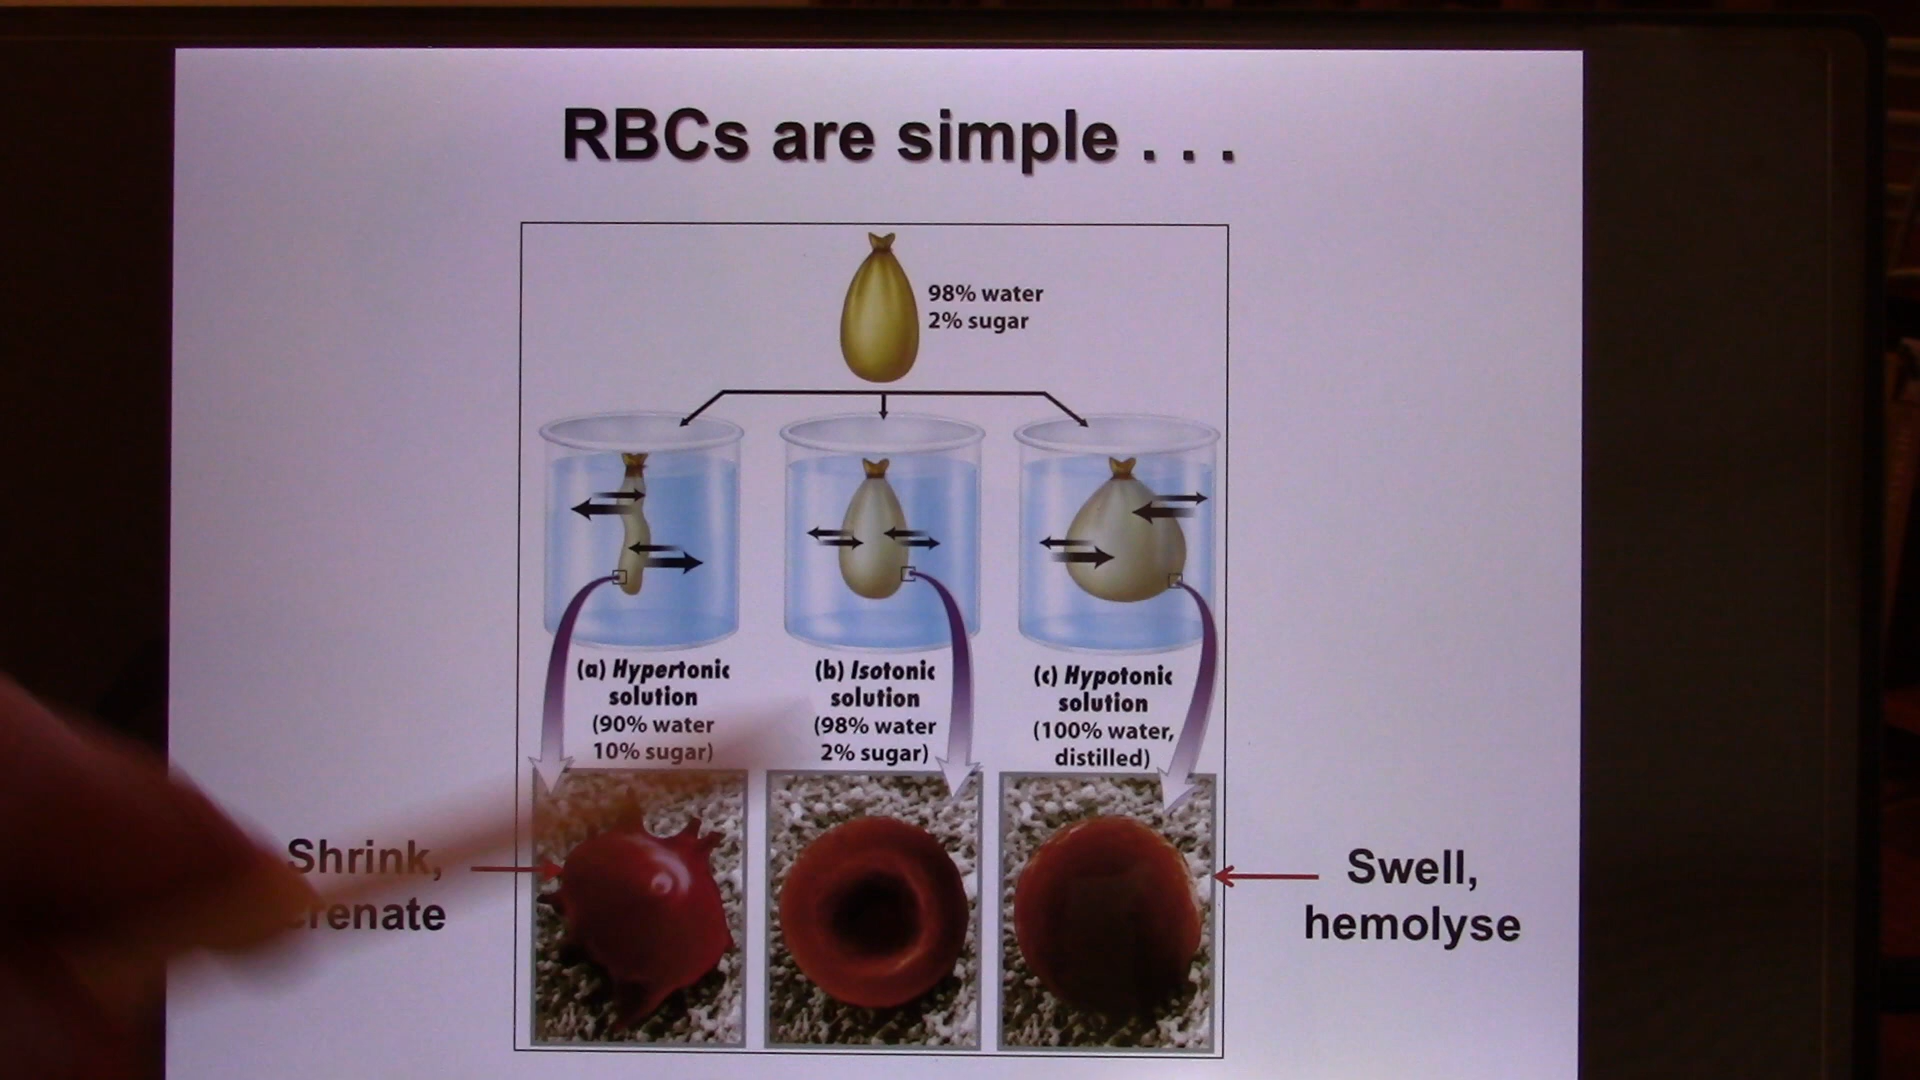 RBCs are simple . . .
98% water
2% sugar
(a) Hypertonic
solution
(90% water
10% sugar)
(b) Isotonic
solution
(98% water
2% sugar)
(c) Hypotonic
solution
(100% water,
distilled)
Shrink,
crenate
Swell,
hemolyse